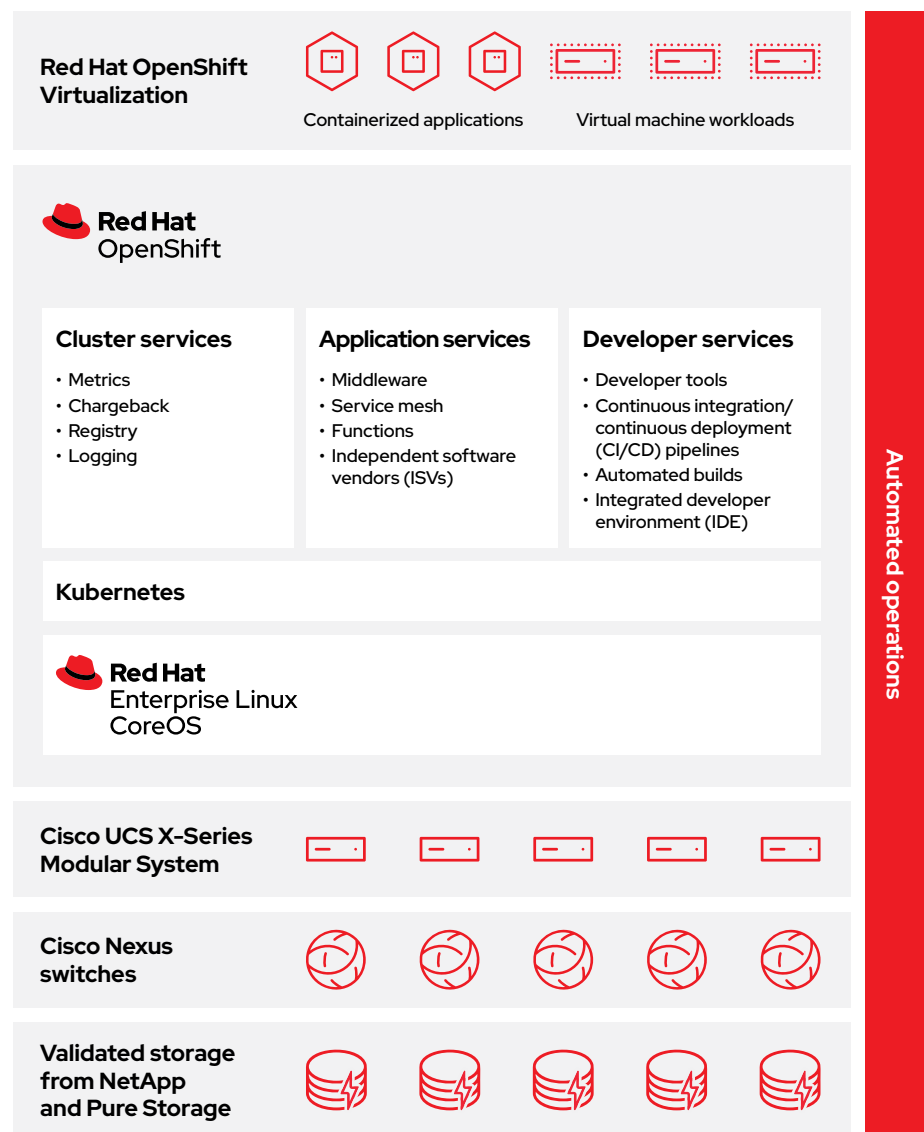 Red Hat OpenShift
Virtualization
Containerized applications
Virtual machine workloads
Red Hat
OpenShift
Cluster services
• Metrics
• Chargeback
• Registry
• Logging
Application services
• Middleware
• Service mesh
• Functions
• Independent software
vendors (ISVs)
Developer services
• Developer tools
• Continuous integration/
continuous deployment
(CI/CD) pipelines
• Automated builds
• Integrated developer
environment (IDE)
Kubernetes
Red Hat
Enterprise Linux
CoreOS
Cisco UCS X-Series
Modular System
Cisco Nexus
switches
Validated storage
from NetApp
and Pure Storage
Automated operations